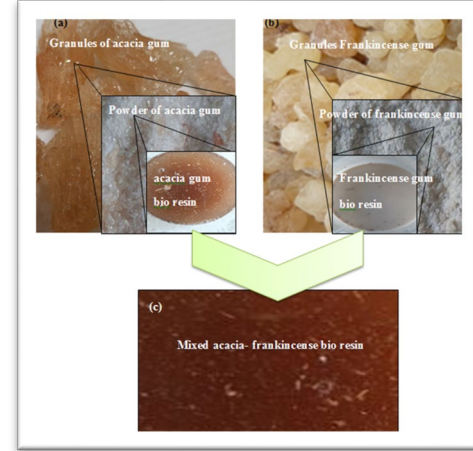 (a)
Granules of acacia gum
Powder of acacia gum
acacia gum
bio resin
(b)
Granules Frankincense gum
Powder of frankincense gum
Frankincense gum
bio resin
(c)
Mixed acacia- frankincense bio resin